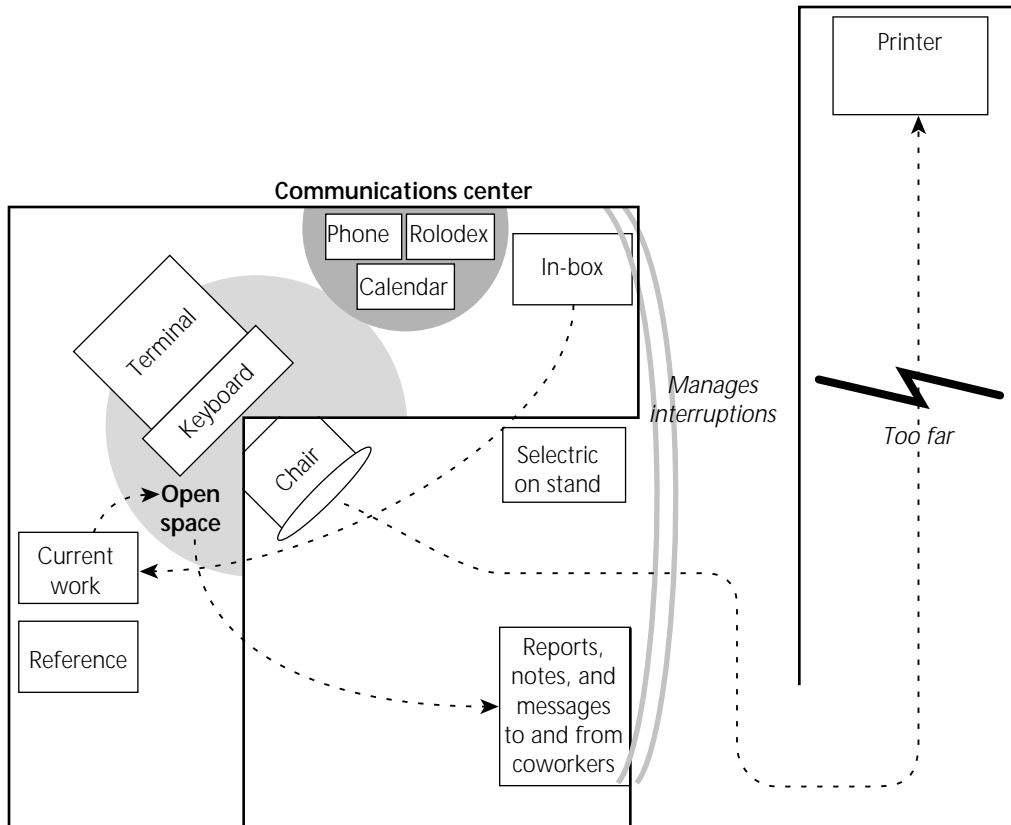 Printer
Communications center
Phone
Rolodex
Calendar
In-box
Terminal
Keyboard
Manages
interruptions
Too far
Chair
Selectric
on stand
Open
space
Current
work
Reference
Reports,
notes, and
messages
to and from
coworkers